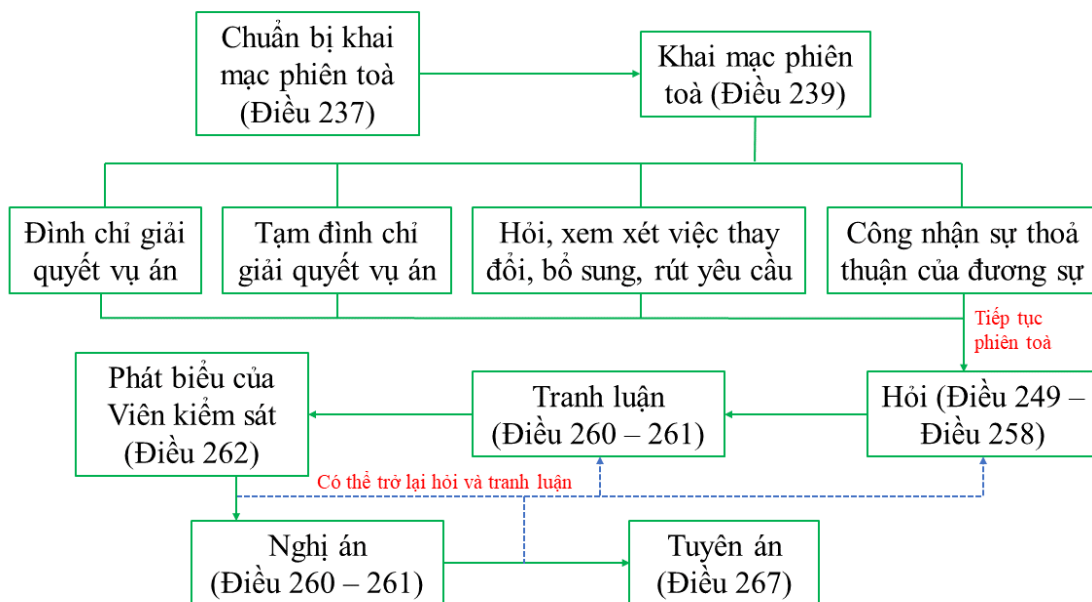 Chuẩn bị khai
mạc phiên toà
(Điều 237)
Khai mạc phiên
toà (Điều 239)
Đình chỉ giải
quyết vụ án
Tạm đình chỉ
giải quyết vụ án
Hỏi, xem xét việc thay
đổi, bổ sung, rút yêu cầu
Công nhận sự thoả
thuận của đương sự
Tiếp tục
phiên toà
Phát biểu của
Viên kiểm sát
(Điều 262)
Tranh luận
(Điều 260 – 261)
Hỏi (Điều 249 –
Điều 258)
Có thể trở lại hỏi và tranh luận
Nghị án
(Điều 260 – 261)
Tuyên án
(Điều 267)